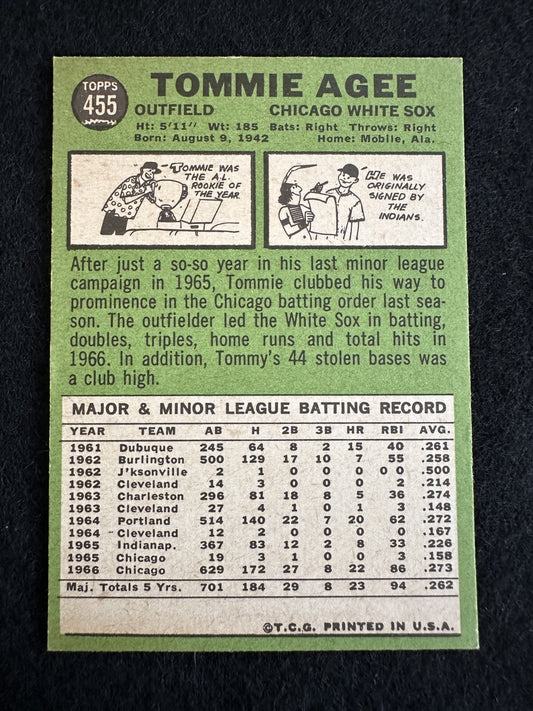 TOPPS
455
TOMMIE AGEE
OUTFIELD CHICAGO WHITE SOX
Ht: 5'11" Wt: 185 Bats: Right Throws: Right
Born: August 9, 1942 Home: Mobile, Ala.
TOMMIE WAS
THE A.L.
ROOKIE OF
THE YEAR
HE WAS
ORIGINALLY
SIGNED BY
THE
INDIANS.
After just a so-so year in his last minor league
campaign in 1965, Tommie clubbed his way to
prominence in the Chicago batting order last sea-
son. The outfielder led the White Sox in batting,
doubles, triples, home runs and total hits in
1966. In addition, Tommy's 44 stolen bases was
a club high.
MAJOR & MINOR LEAGUE BATTING RECORD
YEAR TEAM AB H 2B 3B HR RBI AVG.
1961 Dubuque 245 64 8 2 15 40 .261
1962 Burlington 500 129 17 10 7 55 .258
1962 J'ksonville 2 1 0 0 0 0 0 .500
1962 Cleveland 14 3 0 0 0 2 .214
1963 Charleston 296 81 18 8 5 36 .274
1963 Cleveland 27 4 1 0 1 3 .148
1964 Portland 514 140 22 7 20 62 .272
1964 Cleveland 12 2 0 0 0 0 .167
1965 Indianap. 367 83 12 2 8 33 .226
1965 Chicago 19 3 1 0 0 3 .158
1966 Chicago 629 172 27 8 22 86 .273
Maj. Totals 5 Yrs. 701 184 29 8 23 94 .262
©T.C.G. PRINTED IN U.S.A.